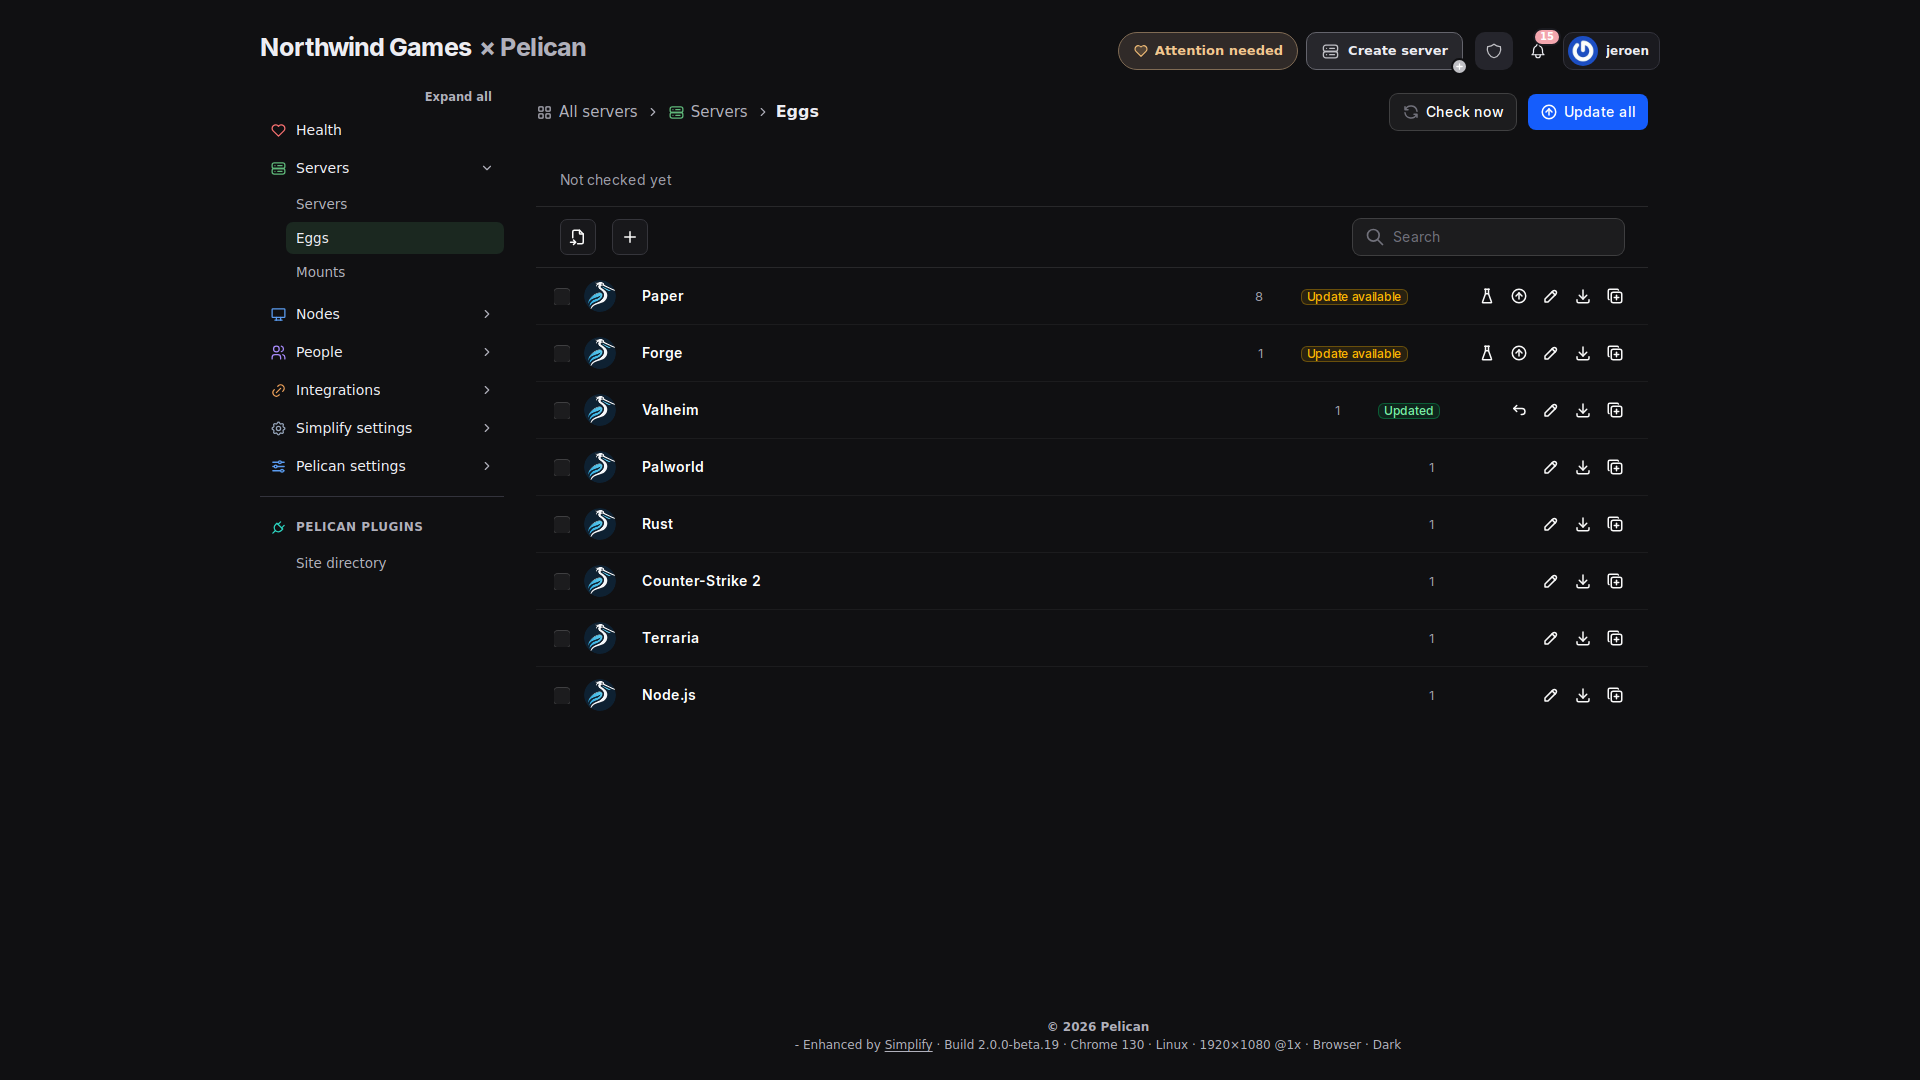 Northwind Games × Pelican
Attention needed
Create server
15
jeroen
Expand all
Health
Servers
Servers
Eggs
Mounts
Nodes
People
Integrations
Simplify settings
Pelican settings
PELICAN PLUGINS
Site directory
All servers > Servers > Eggs
Check now
Update all
Not checked yet
Search
Paper 8 Update available
Forge 1 Update available
Valheim 1 Updated
Palworld 1
Rust 1
Counter-Strike 2 1
Terraria 1
Node.js 1
© 2026 Pelican
- Enhanced by Simplify · Build 2.0.0-beta.19 · Chrome 130 · Linux · 1920×1080 @1x · Browser · Dark